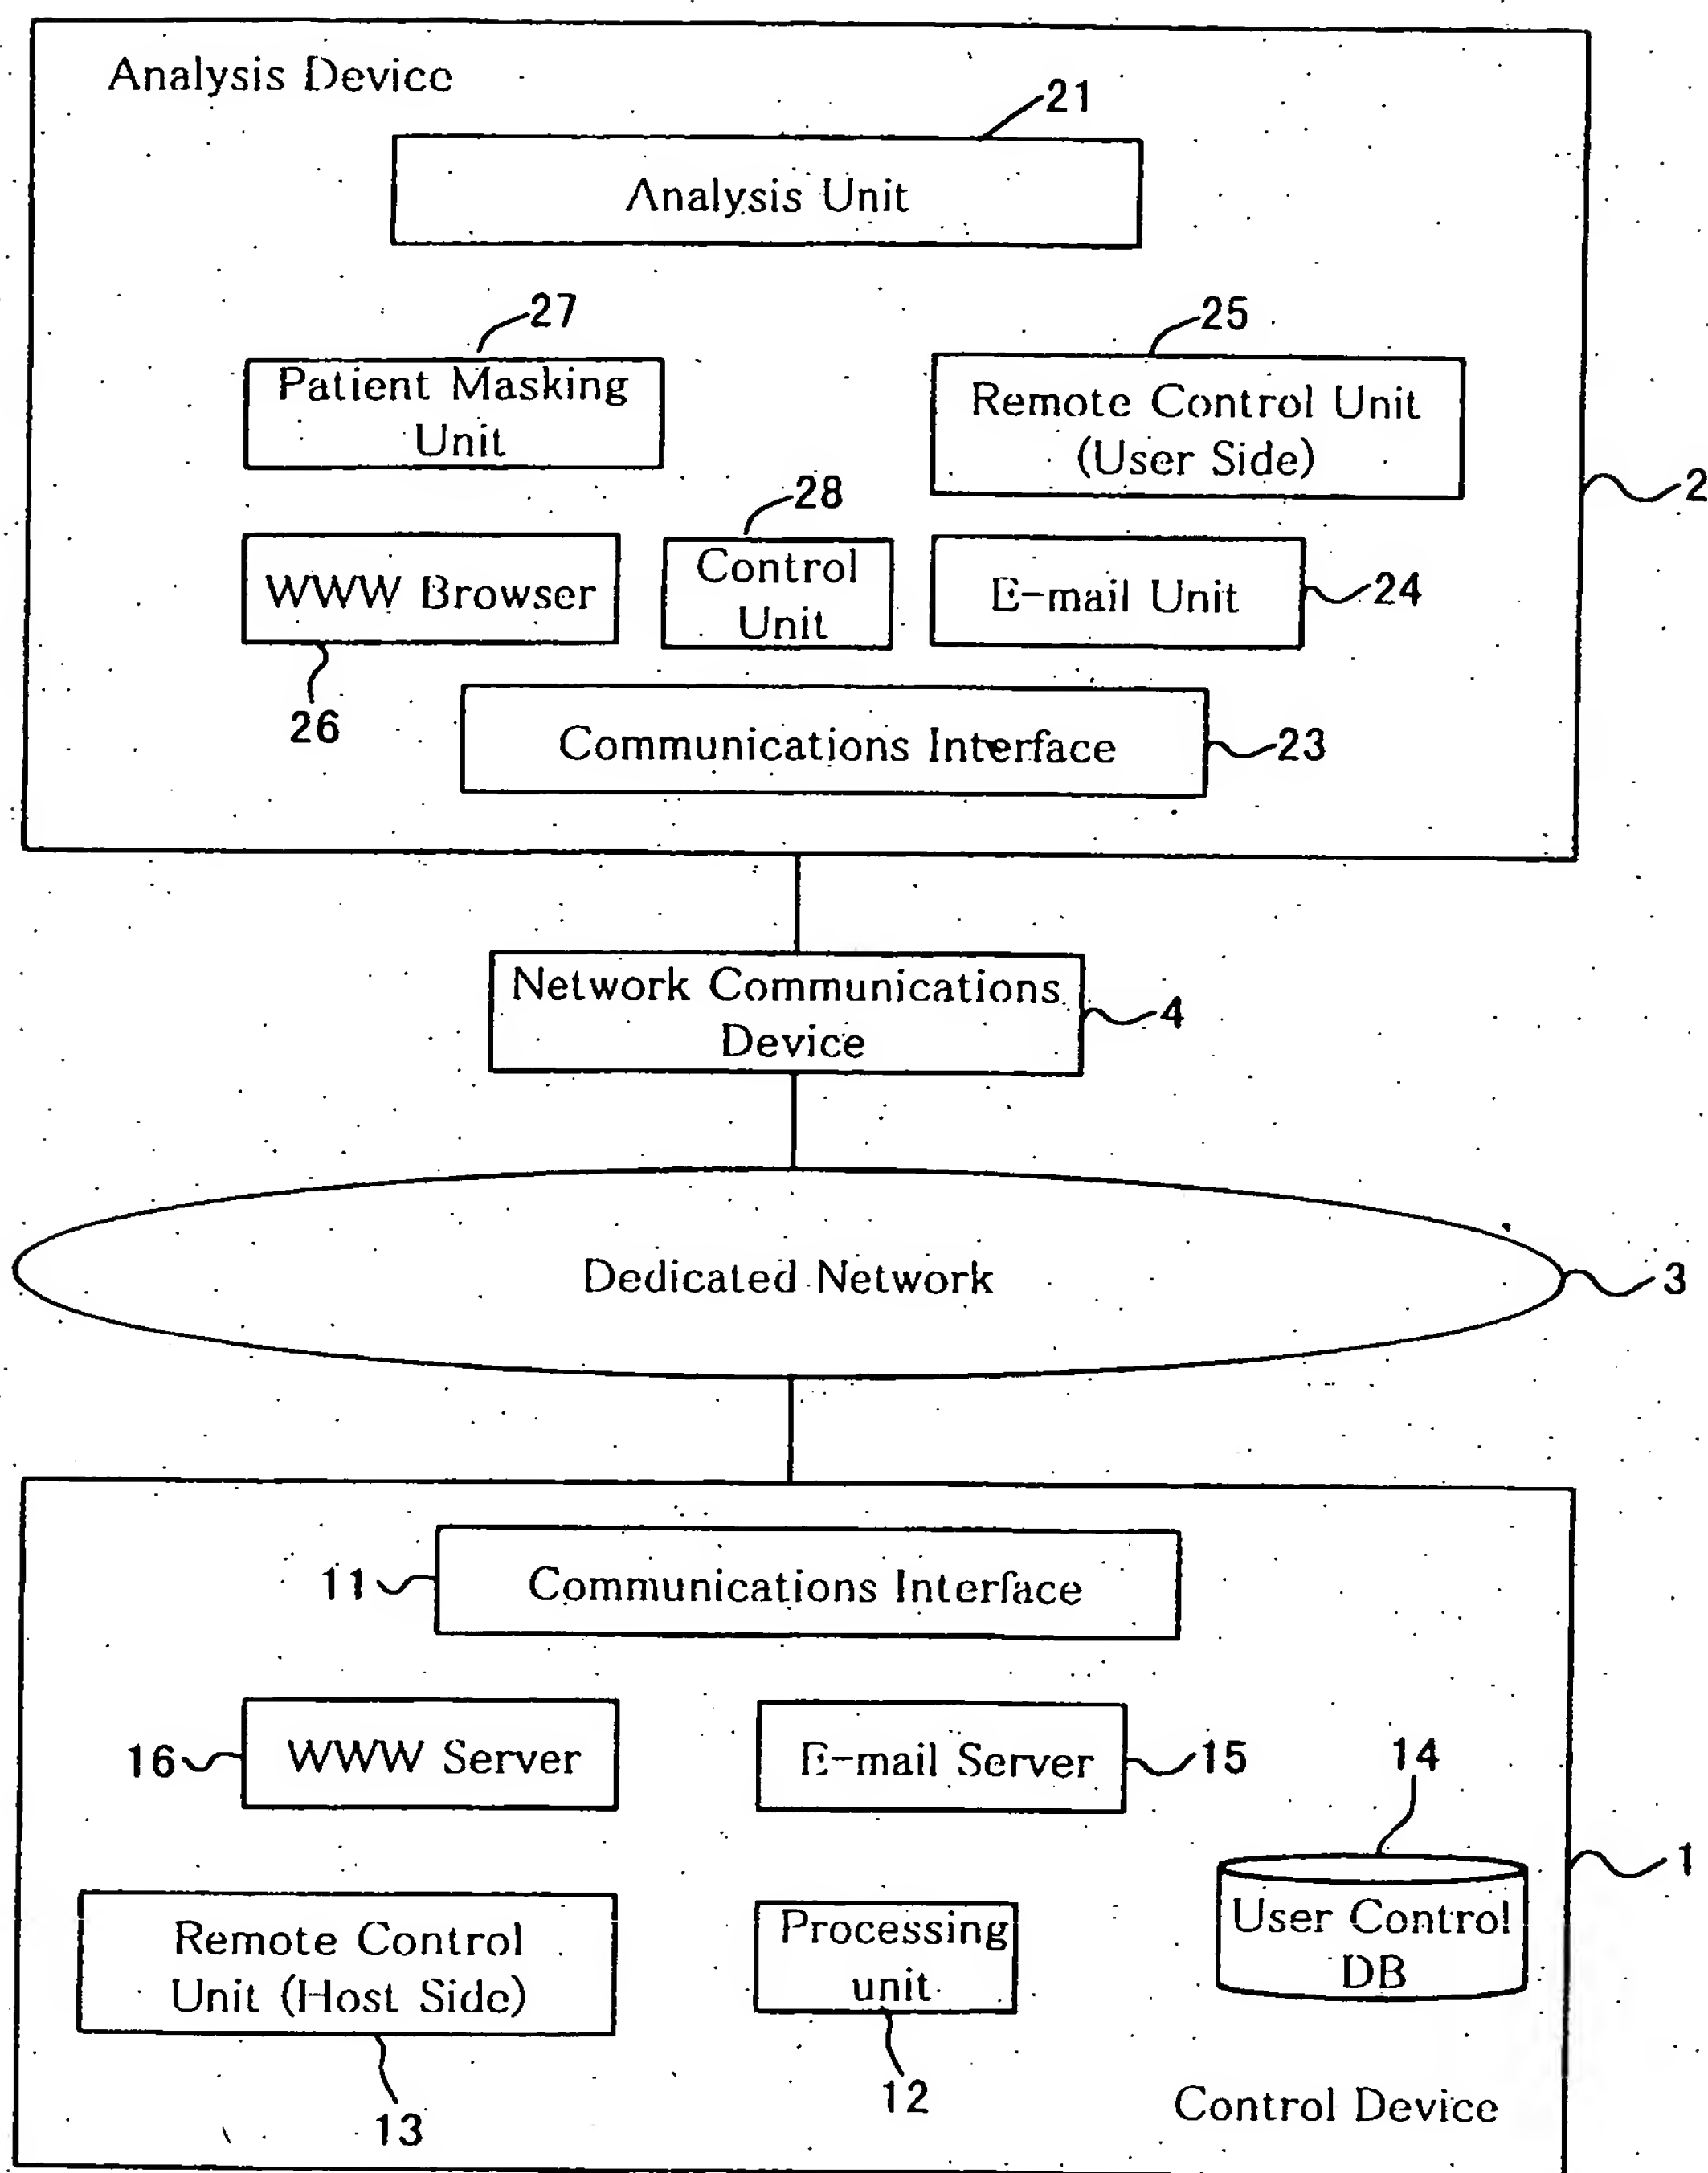 Analysis Device
21
Analysis Unit
27
25
Patient Masking
Unit
Remote Control Unit
(User Side)
2
28
WWW Browser
Control
Unit
E-mail Unit
24
26
Communications Interface
23
Network Communications
Device
4
Dedicated Network
3
11
Communications Interface
16
WWW Server
E-mail Server
15
14
1
Remote Control
Unit (Host Side)
Processing
unit
User Control
DB
13
12
Control Device